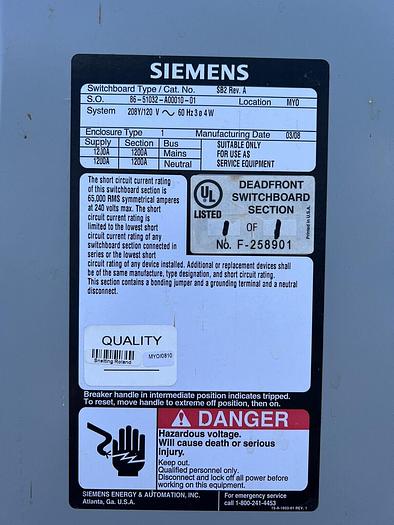 SIEMENS
Switchboard Type / Cat. No. SB2 Rev. A
S.O. 86-51032-A00010-01 Location MYO
System 208Y/120 V ~ 60 Hz 3 ø 4 W
Enclosure Type 1 Manufacturing Date 03/08
Supply Section Bus SUITABLE ONLY
1200A 1200A Mains FOR USE AS
1200A 1200A Neutral SERVICE EQUIPMENT
The short circuit current rating
of this switchboard section is
65,000 RMS symmetrical amperes
at 240 volts max. The short
circuit current rating is
limited to the lowest short
circuit current rating of any
switchboard section connected in
series or the lowest short
circuit rating of any device installed. Additional or replacement devices shall
be of the same manufacture, type designation, and short circuit rating.
This section contains a bonding jumper and a grounding terminal and a neutral
disconnect.
UL
LISTED
DEADFRONT
SWITCHBOARD
SECTION
1 OF 1
No. F-258901
Printed in U.S.A.
QUALITY
Snelling Roland
MYO/0810
Breaker handle in intermediate position indicates tripped.
To reset, move handle to extreme off position, then on.
DANGER
Hazardous voltage.
Will cause death or serious
Injury.
Keep out.
Qualified personnel only.
Disconnect and lock off all power before
working on this equipment.
SIEMENS ENERGY & AUTOMATION, INC.
Atlanta, Ga. U.S.A.
For emergency service
call 1-800-241-4453